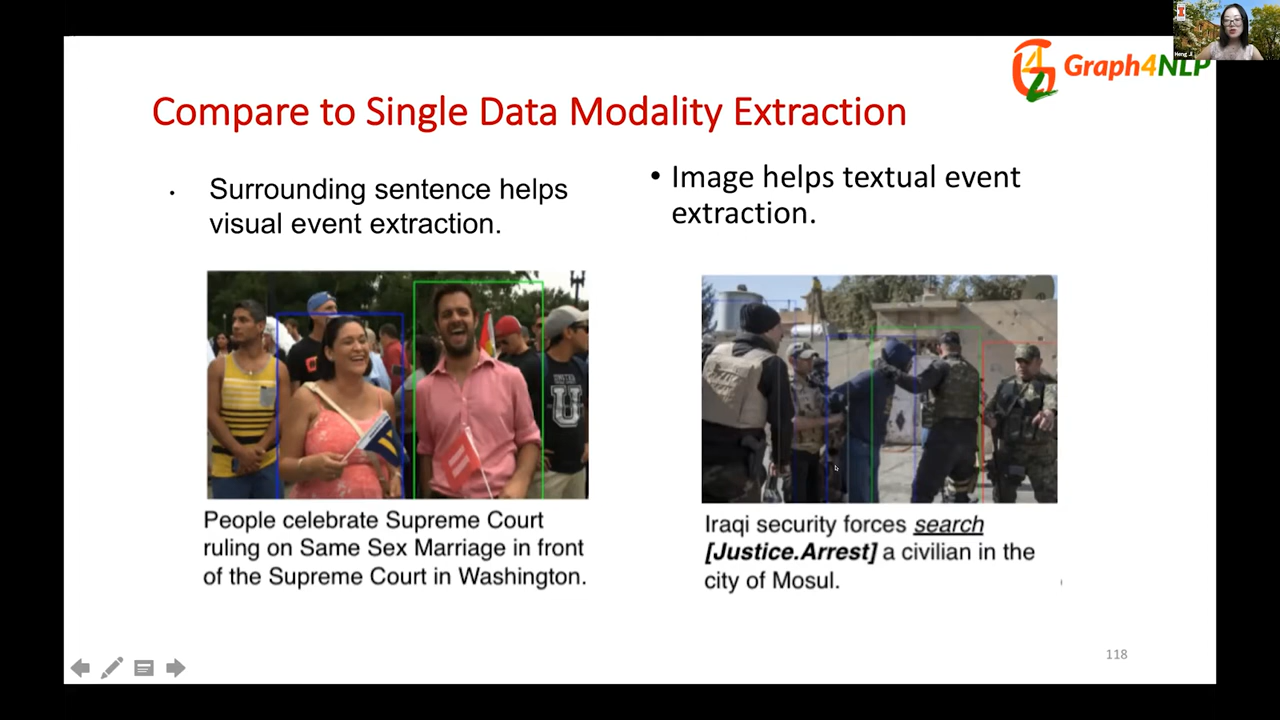 Heng Ji
Graph4NLP
Compare to Single Data Modality Extraction
• Surrounding sentence helps
visual event extraction.
• Image helps textual event
extraction.
U
People celebrate Supreme Court
ruling on Same Sex Marriage in front
of the Supreme Court in Washington.
Iraqi security forces search
[Justice.Arrest] a civilian in the
city of Mosul.
118